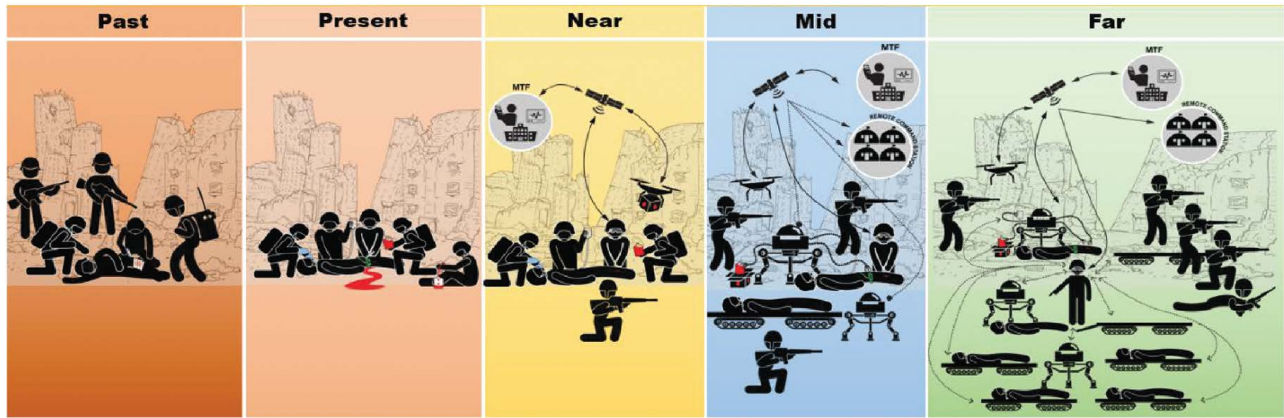 Past
Present
Near
Mid
Far
MTF
MTF
REMOTE COMMAND STATION
MTF
REMOTE COMMAND STATION